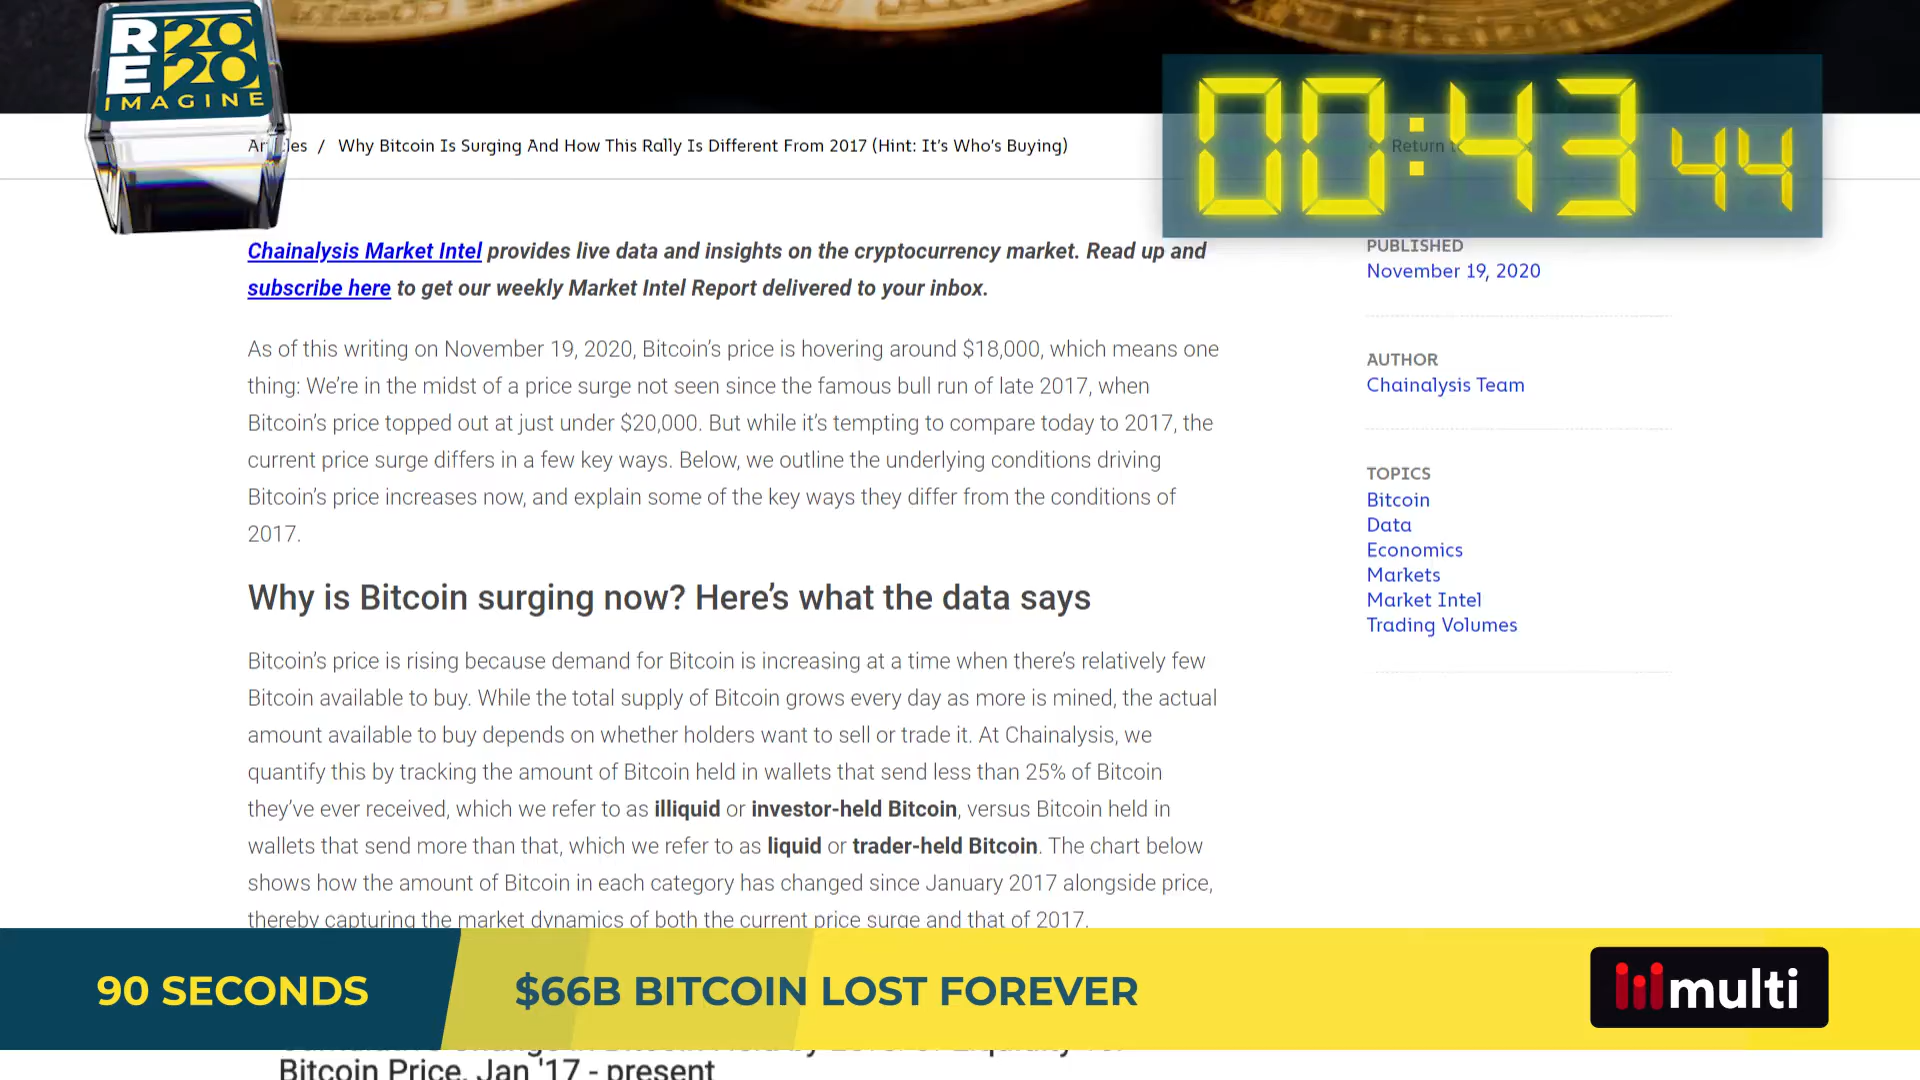 RE 2020
IMAGINE
00:43 44
/ Why Bitcoin Is Surging And How This Rally Is Different From 2017 (Hint: It's Who's Buying)
Return
Chainalysis Market Intel provides live data and insights on the cryptocurrency market. Read up and
subscribe here to get our weekly Market Intel Report delivered to your inbox.
As of this writing on November 19, 2020, Bitcoin's price is hovering around $18,000, which means one
thing: We're in the midst of a price surge not seen since the famous bull run of late 2017, when
Bitcoin's price topped out at just under $20,000. But while it's tempting to compare today to 2017, the
current price surge differs in a few key ways. Below, we outline the underlying conditions driving
Bitcoin's price increases now, and explain some of the key ways they differ from the conditions of
2017.
Why is Bitcoin surging now? Here's what the data says
Bitcoin's price is rising because demand for Bitcoin is increasing at a time when there's relatively few
Bitcoin available to buy. While the total supply of Bitcoin grows every day as more is mined, the actual
amount available to buy depends on whether holders want to sell or trade it. At Chainalysis, we
quantify this by tracking the amount of Bitcoin held in wallets that send less than 25% of Bitcoin
they've ever received, which we refer to as illiquid or investor-held Bitcoin, versus Bitcoin held in
wallets that send more than that, which we refer to as liquid or trader-held Bitcoin. The chart below
shows how the amount of Bitcoin in each category has changed since January 2017 alongside price,
thereby capturing the market dynamics of both the current price surge and that of 2017.
PUBLISHED
November 19, 2020
AUTHOR
Chainalysis Team
TOPICS
Bitcoin
Data
Economics
Markets
Market Intel
Trading Volumes
90 SECONDS
$66B BITCOIN LOST FOREVER
multi
Bitcoin Price, Jan '17 - present